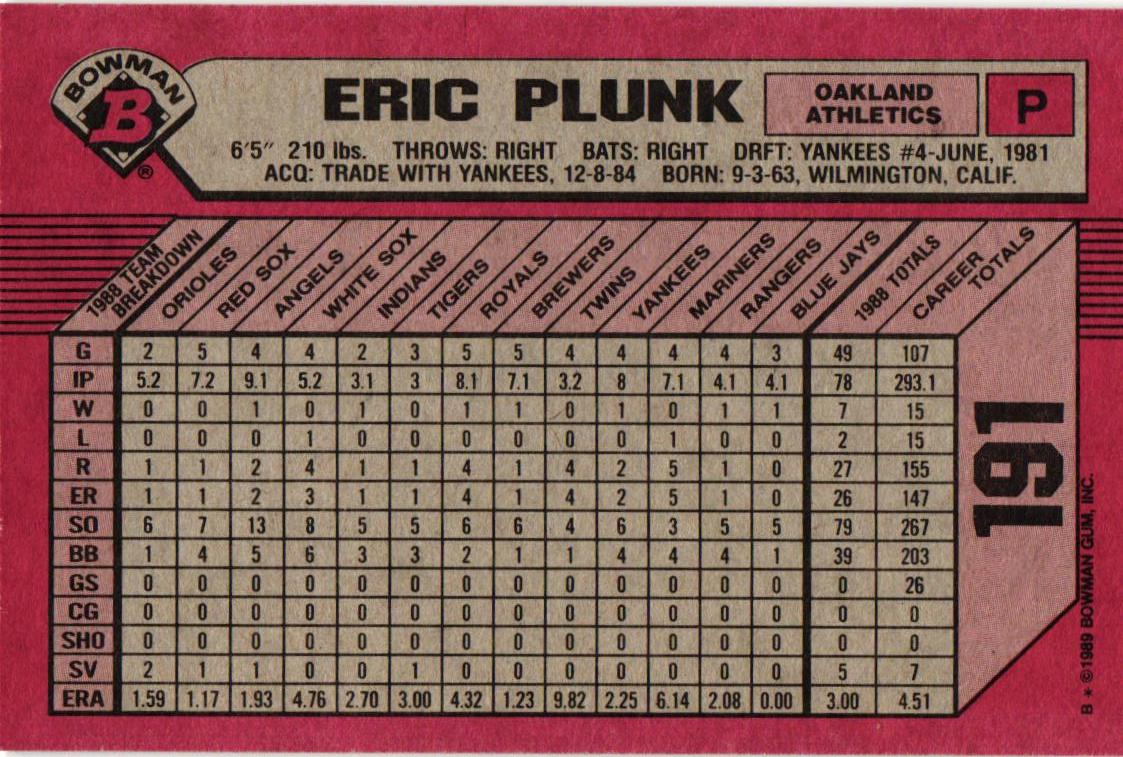 BOWMAN
B
®
ERIC PLUNK
OAKLAND
ATHLETICS
P
6'5" 210 lbs. THROWS: RIGHT BATS: RIGHT DRFT: YANKEES #4-JUNE, 1981
ACQ: TRADE WITH YANKEES, 12-8-84 BORN: 9-3-63, WILMINGTON, CALIF.
1988 TEAM BREAKDOWN ORIOLES RED SOX ANGELS WHITE SOX INDIANS TIGERS ROYALS BREWERS TWINS YANKEES MARINERS RANGERS BLUE JAYS 1988 TOTALS CAREER TOTALS
G 2 5 4 4 2 3 5 5 4 4 4 4 3 49 107
IP 5.2 7.2 9.1 5.2 3.1 3 8.1 7.1 3.2 8 7.1 4.1 4.1 78 293.1
W 0 0 1 0 1 0 1 1 0 1 0 1 1 7 15
L 0 0 0 1 0 0 0 0 0 0 1 0 0 2 15
R 1 1 2 4 1 1 4 1 4 2 5 1 0 27 155
ER 1 1 2 3 1 1 4 1 4 2 5 1 0 26 147
SO 6 7 13 8 5 5 6 6 4 6 3 5 5 79 267
BB 1 4 5 6 3 3 2 1 1 4 4 4 1 39 203
GS 0 0 0 0 0 0 0 0 0 0 0 0 0 0 26
CG 0 0 0 0 0 0 0 0 0 0 0 0 0 0 0
SHO 0 0 0 0 0 0 0 0 0 0 0 0 0 0 0
SV 2 1 1 0 0 1 0 0 0 0 0 0 0 5 7
ERA 1.59 1.17 1.93 4.76 2.70 3.00 4.32 1.23 9.82 2.25 6.14 2.08 0.00 3.00 4.51
191
B * ©1989 BOWMAN GUM, INC.